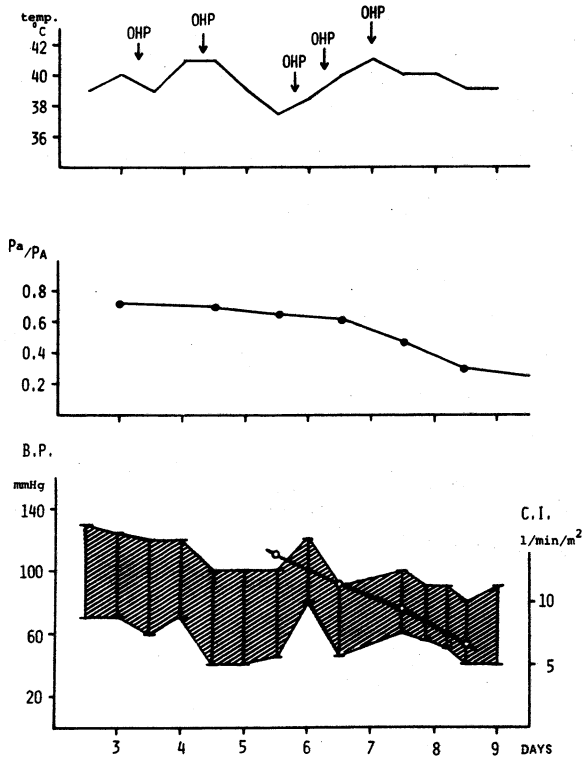 temp.
°C
OHP
OHP
OHP
OHP
OHP
42
40
38
36
Pa/PA
0.8
0.6
0.4
0.2
B.P.
mmHg
C.I.
l/min/m²
140
100
60
20
10
5
3 4 5 6 7 8 9 DAYS